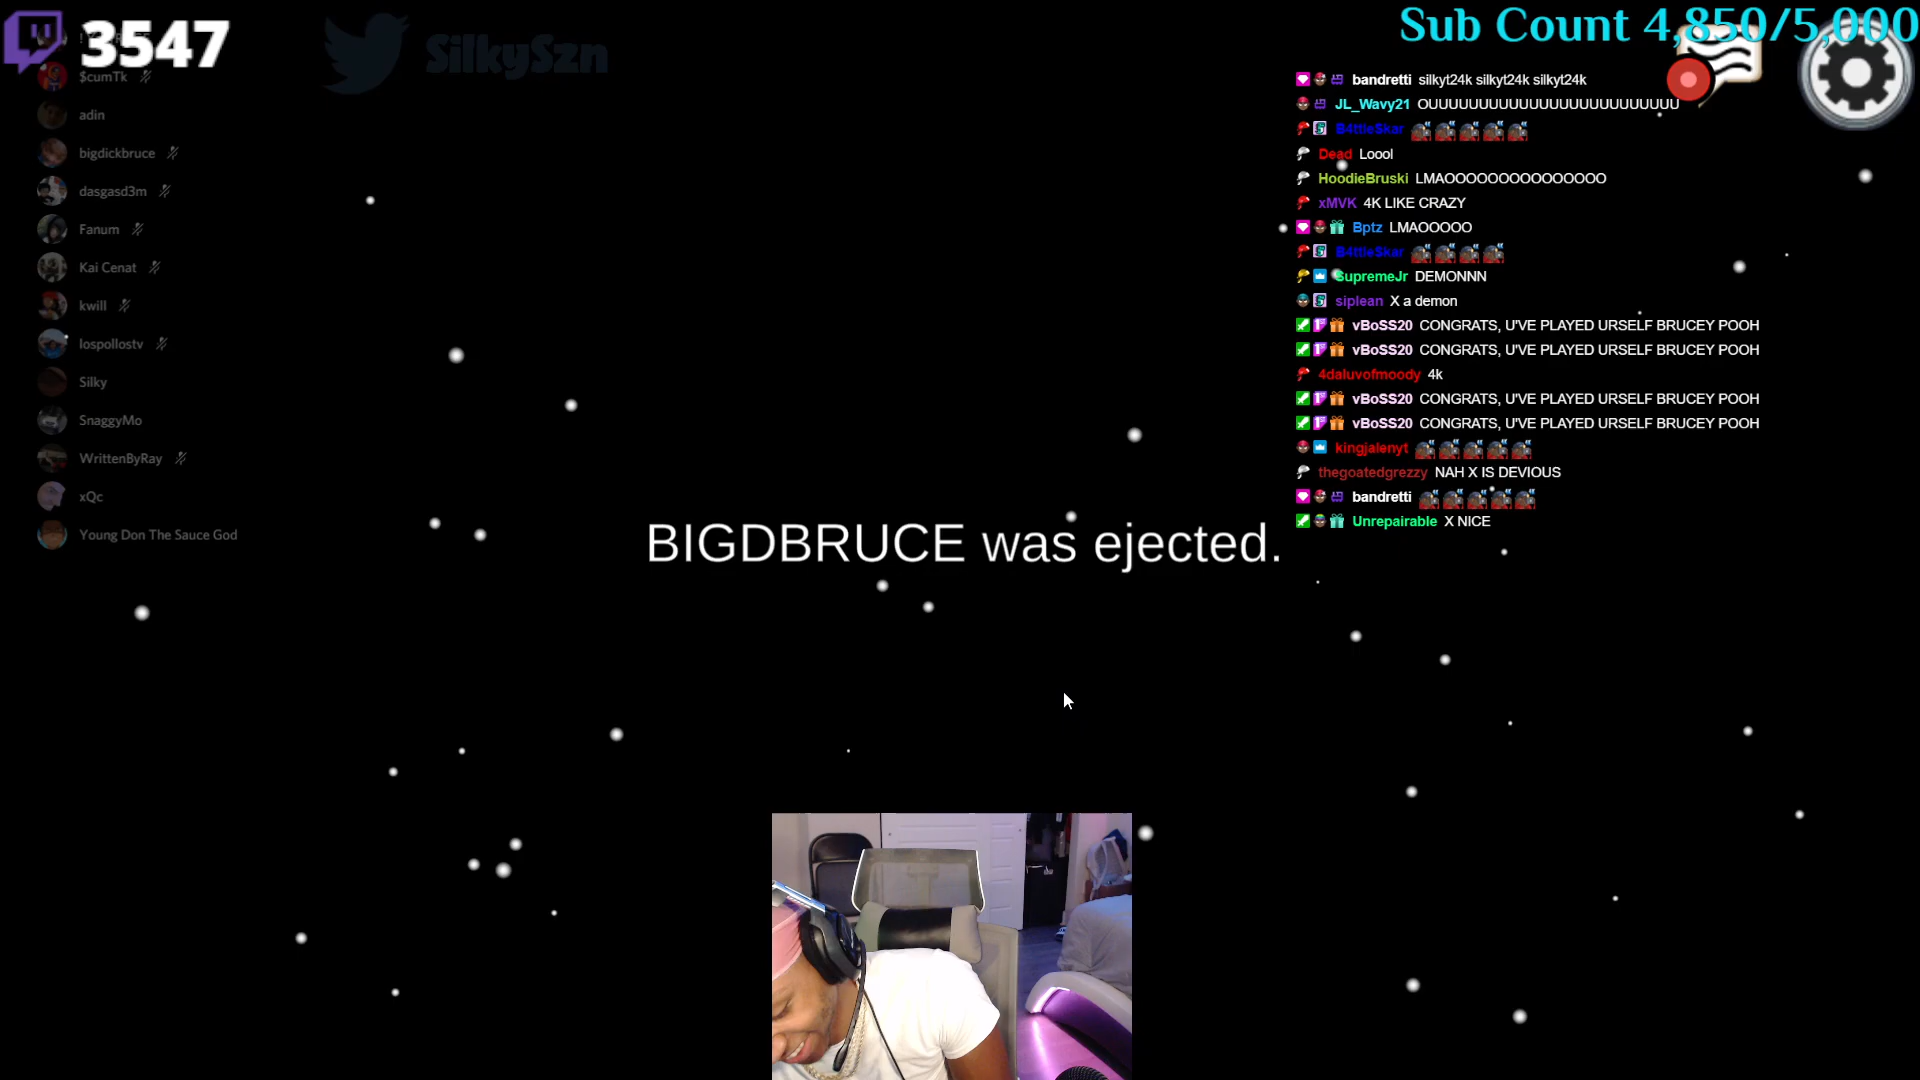 3547
SilkySzn
Sub Count 4,850/5,000
$cumTk
adin
bigdickbruce
dasgasd3m
Fanum
Kai Cenat
kwill
lospollostv
Silky
SnaggyMo
WrittenByRay
xQc
Young Don The Sauce God
bandretti silkyt24k silkyt24k silkyt24k
JL_Wavy21 OUUUUUUUUUUUUUUUUUUUUUUUUU
B4ttleSkar
Dead Loool
HoodieBruski LMAOOOOOOOOOOOOOOO
xMVK 4K LIKE CRAZY
Bptz LMAOOOOO
B4ttleSkar
SupremeJr DEMONNN
siplean X a demon
vBoSS20 CONGRATS, U'VE PLAYED URSELF BRUCEY POOH
vBoSS20 CONGRATS, U'VE PLAYED URSELF BRUCEY POOH
4daluvofmoody 4k
vBoSS20 CONGRATS, U'VE PLAYED URSELF BRUCEY POOH
vBoSS20 CONGRATS, U'VE PLAYED URSELF BRUCEY POOH
kingjalenyt
thegoatedgrezzy NAH X IS DEVIOUS
bandretti
Unrepairable X NICE
BIGDBRUCE was ejected.